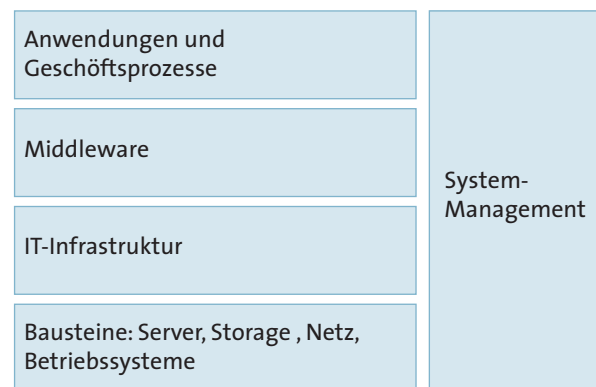 Anwendungen und
Geschöftsprozesse
Middleware
IT-Infrastruktur
Bausteine: Server, Storage , Netz,
Betriebssysteme
System-
Management